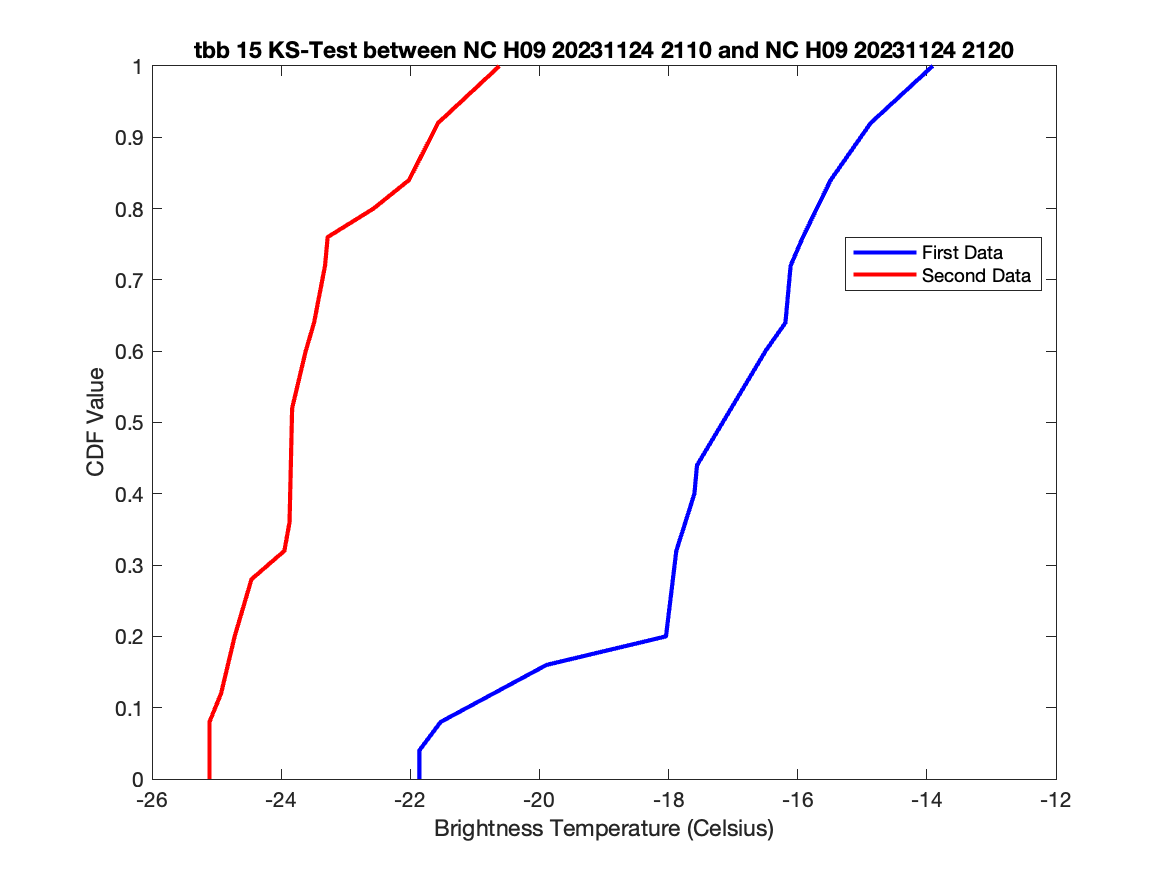 tbb 15 KS-Test between NC H09 20231124 2110 and NC H09 20231124 2120
1
0.9
0.8
0.7
0.6
0.5
0.4
0.3
0.2
0.1
0
CDF Value
First Data
Second Data
-26 -24 -22 -20 -18 -16 -14 -12
Brightness Temperature (Celsius)